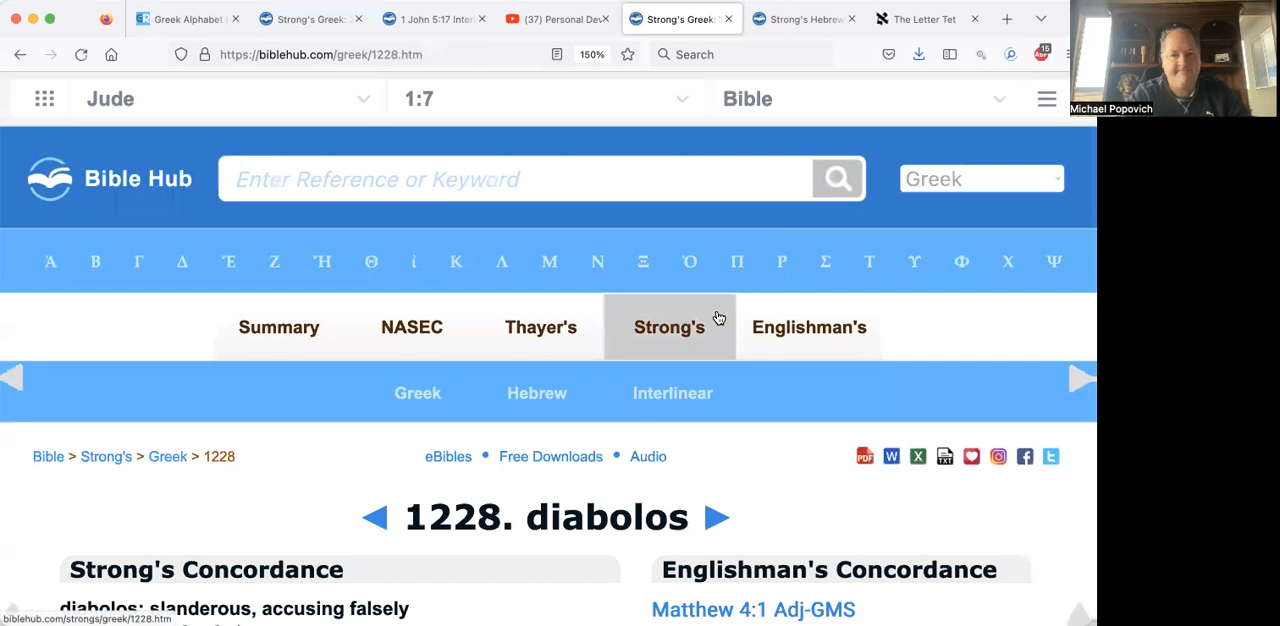 Greek Alphabet
Strong's Greek:
1 John 5:17 Inter
(37) Personal Dev
Strong's Greek:
Strong's Hebrew
The Letter Tet
https://biblehub.com/greek/1228.htm
150%
Search
15
Michael Popovich
Jude
1:7
Bible
Bible Hub
Enter Reference or Keyword
Greek
Ἀ Β Γ Δ Ἐ Ζ Ἠ Θ ἰ Κ Λ Μ Ν Ξ Ὀ Π Ρ Σ Τ Υ Φ Χ Ψ
Summary NASEC Thayer's Strong's Englishman's
Greek Hebrew Interlinear
Bible > Strong's > Greek > 1228
eBibles • Free Downloads • Audio
PDF W X TXT
1228. diabolos
Strong's Concordance
Englishman's Concordance
diabolos: slanderous, accusing falsely
Matthew 4:1 Adj-GMS
biblehub.com/strongs/greek/1228.htm